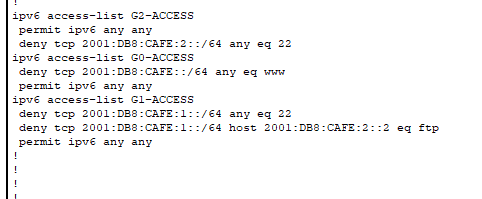 !
ipv6 access-list G2-ACCESS
 permit ipv6 any any
 deny tcp 2001:DB8:CAFE:2::/64 any eq 22
ipv6 access-list G0-ACCESS
 deny tcp 2001:DB8:CAFE::/64 any eq www
 permit ipv6 any any
ipv6 access-list G1-ACCESS
 deny tcp 2001:DB8:CAFE:1::/64 any eq 22
 deny tcp 2001:DB8:CAFE:1::/64 host 2001:DB8:CAFE:2::2 eq ftp
 permit ipv6 any any
!
!
!
!